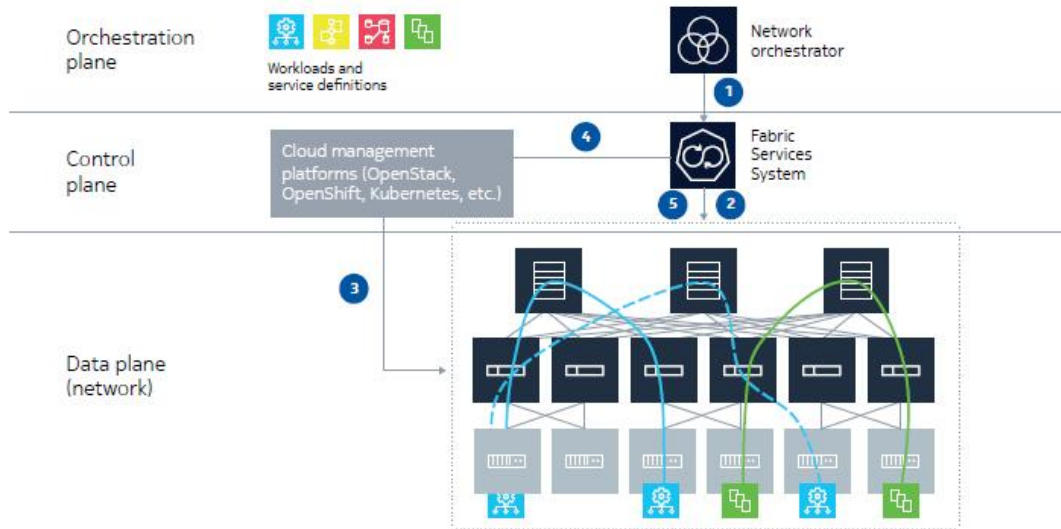 Orchestration
plane
Workloads and
service definitions
Network
orchestrator
1
Control
plane
Cloud management
platforms (OpenStack,
OpenShift, Kubernetes, etc.)
4
Fabric
Services
System
5
2
3
Data plane
(network)